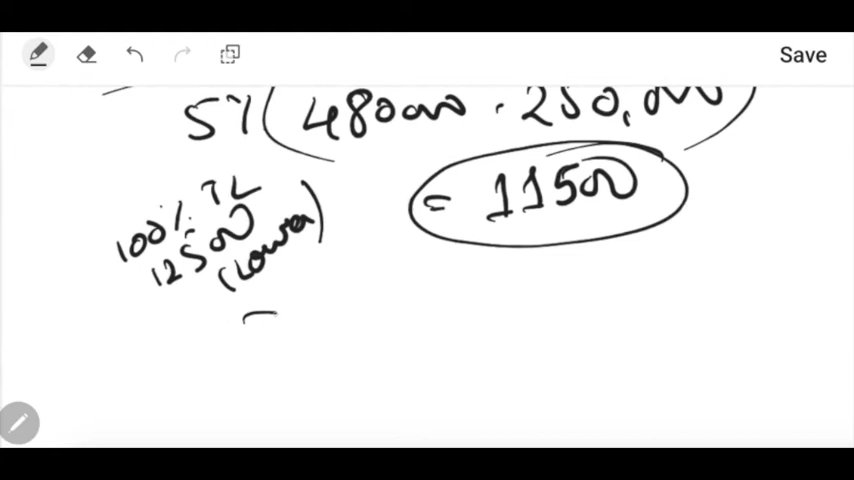 Save
5% ( 480000 - 250,000 )
= 11500
100% TL
12500
(Lower)